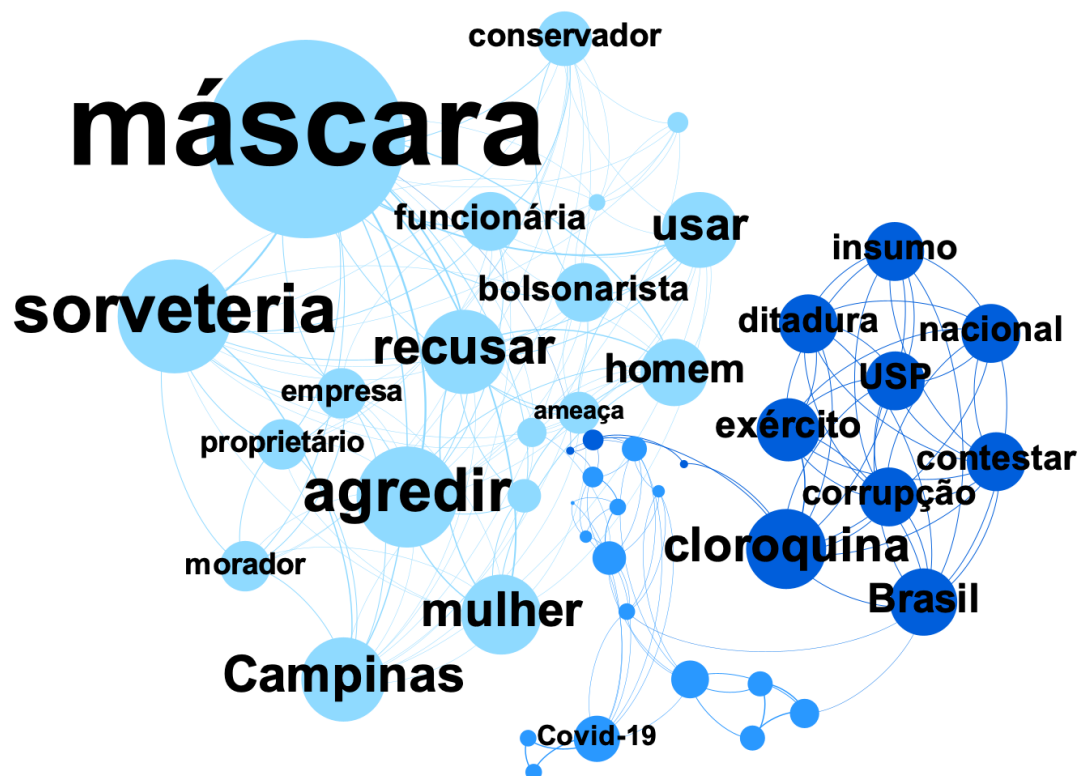 conservador
máscara
funcionária
usar
insumo
bolsonarista
sorveteria
ditadura
nacional
recusar
homem
USP
empresa
ameaça
exército
proprietário
contestar
agredir
corrupção
cloroquina
morador
mulher
Brasil
Campinas
Covid-19